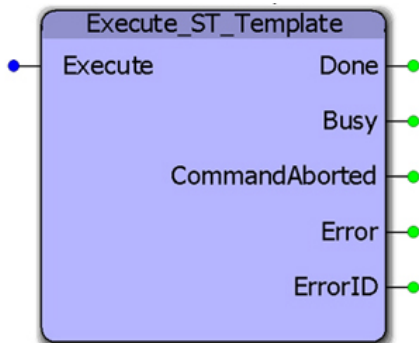 Execute_ST_Template
Execute Done
Busy
CommandAborted
Error
ErrorID